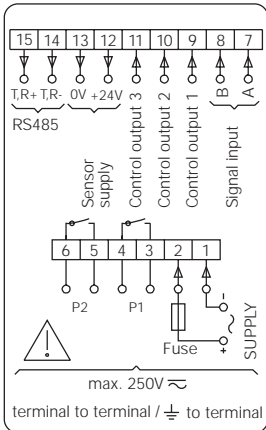 15 14 13 12 11 10 9 8 7
T,R+ T,R- 0V +24V
RS485
Sensor
supply
Control output 3
Control output 2
Control output 1
B
A
Signal input
6 5 4 3 2 1
P2 P1
Fuse
-
+
SUPPLY
max. 250V ⎓
terminal to terminal / ⏚ to terminal